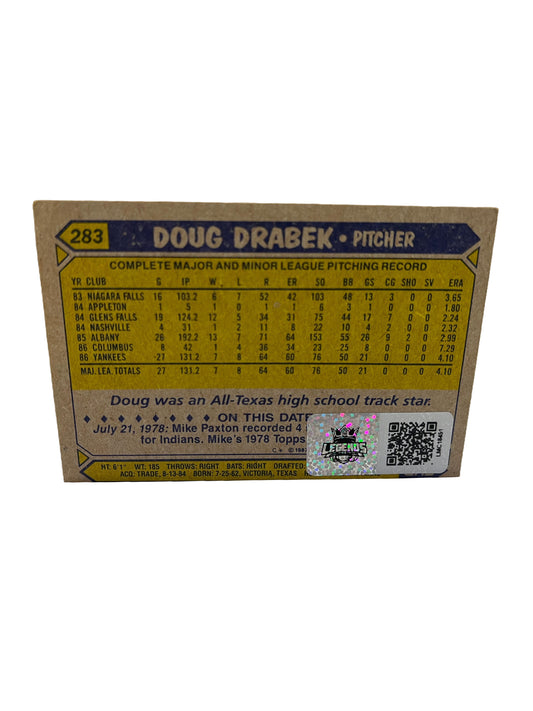 283 DOUG DRABEK • PITCHER
COMPLETE MAJOR AND MINOR LEAGUE PITCHING RECORD
YR CLUB G IP W L R ER SO BB GS CG SHO SV ERA
83 NIAGARA FALLS 16 103.2 6 7 52 42 103 48 13 3 0 0 3.65
84 APPLETON 1 5 1 0 1 1 6 3 1 0 0 0 1.80
84 GLENS FALLS 19 124.2 12 5 34 31 75 44 17 7 0 0 2.24
84 NASHVILLE 4 31 1 2 11 8 22 10 4 0 0 0 2.32
85 ALBANY 26 192.2 13 7 71 64 153 55 26 9 2 0 2.99
86 COLUMBUS 8 42 1 4 36 34 23 25 8 0 0 0 7.29
86 YANKEES 27 131.2 7 8 64 60 76 50 21 0 0 0 4.10
MAJ. LEA. TOTALS 27 131.2 7 8 64 60 76 50 21 0 0 0 4.10
Doug was an All-Texas high school track star.
ON THIS DATE
July 21, 1978: Mike Paxton recorded 4
for Indians. Mike's 1978 Topps
HT: 6'1" WT: 185 THROWS: RIGHT BATS: RIGHT DRAFTED:
ACQ: TRADE, 8-13-84 BORN: 7-25-62, VICTORIA, TEXAS
LEGENDS
LMC18451